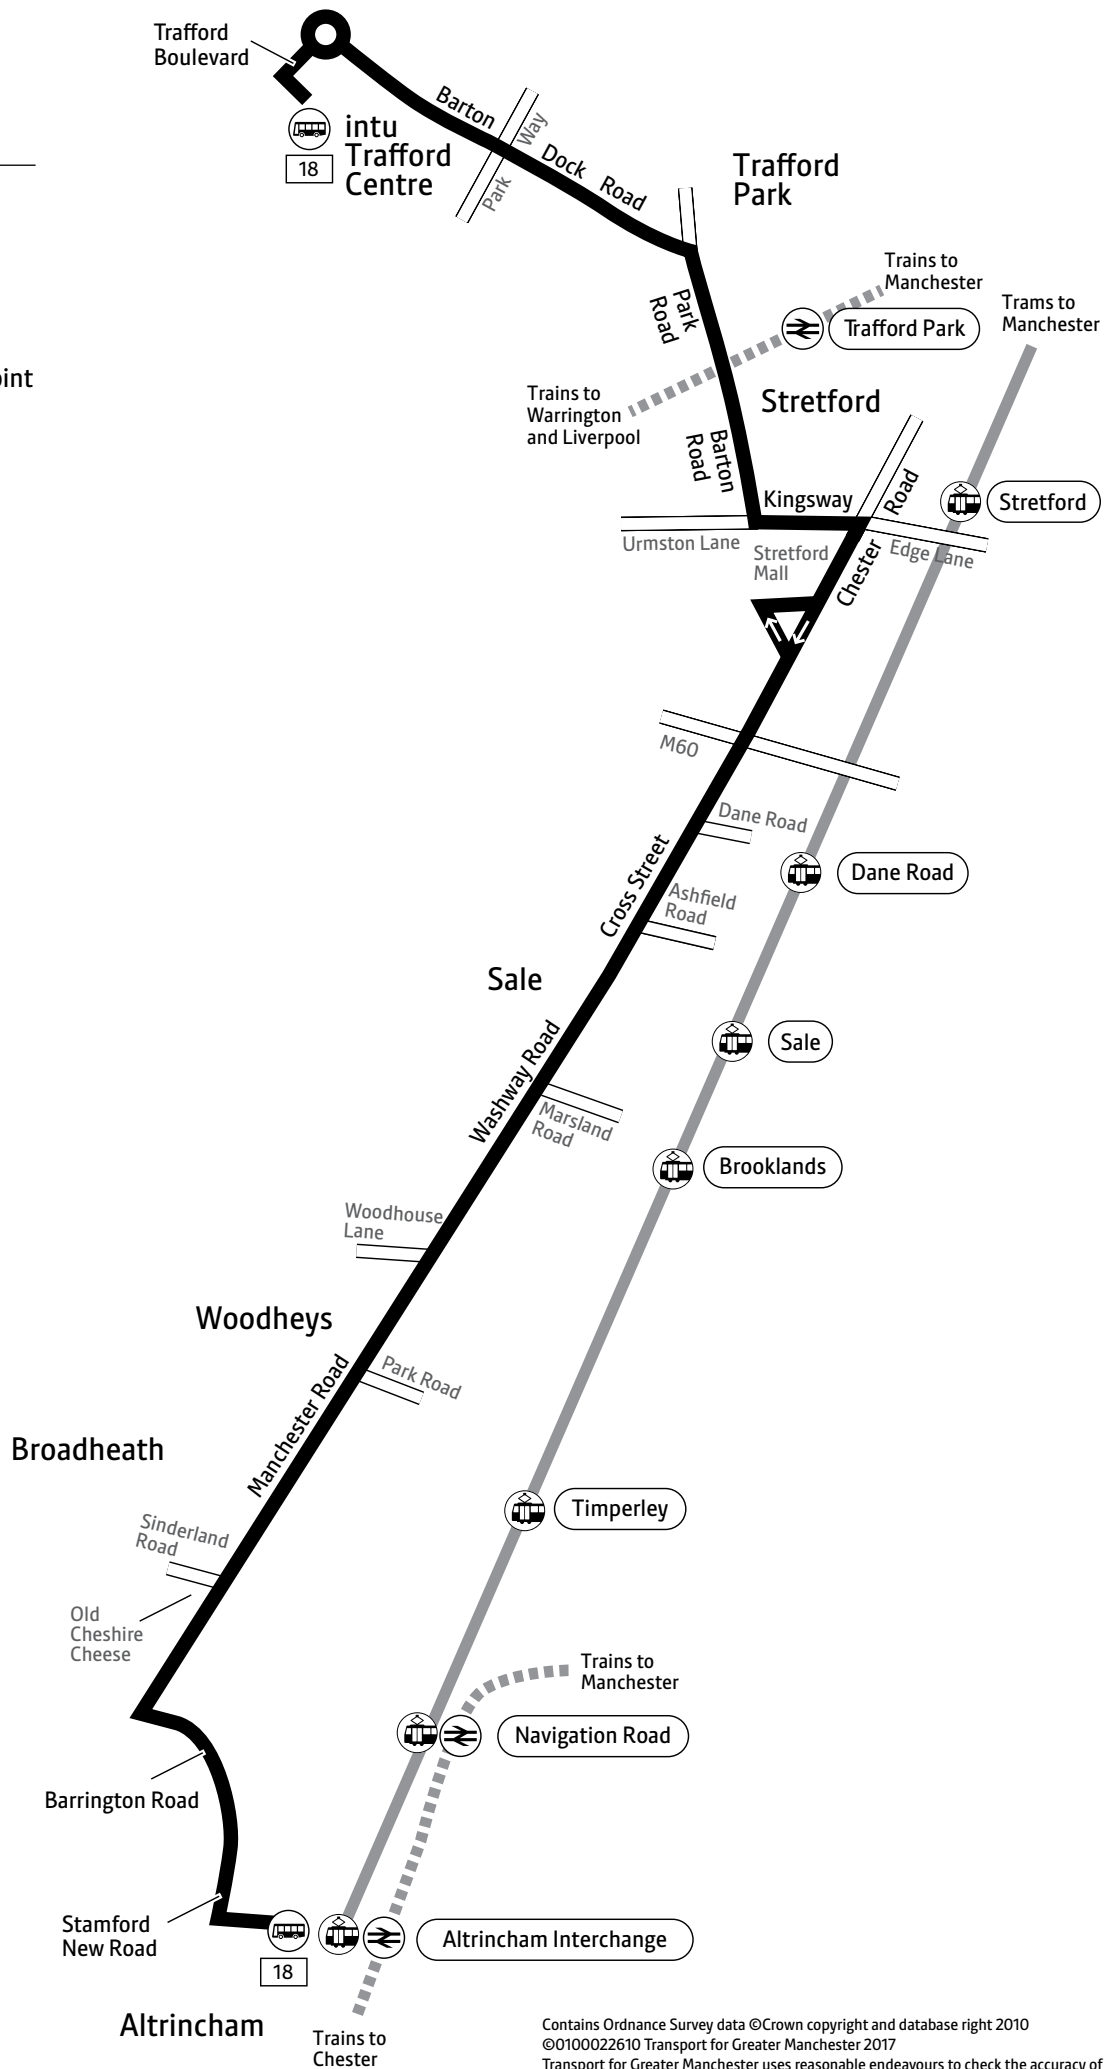 Trafford
Boulevard
intu
Trafford
Centre
18
Barton
Dock Road
Park
Way
Trafford
Park
Park
Road
Trains to
Manchester
Trams to
Manchester
Trafford Park
oint
Trains to
Warrington
and Liverpool
Stretford
Barton
Road
Kingsway
Road
Stretford
Urmston Lane
Stretford
Mall
Chester
Edge Lane
M60
Dane Road
Cross Street
Dane Road
Ashfield
Road
Sale
Washway Road
Sale
Marsland
Road
Brooklands
Woodhouse
Lane
Woodheys
Manchester Road
Park Road
Broadheath
Sinderland
Road
Timperley
Old
Cheshire
Cheese
Trains to
Manchester
Navigation Road
Barrington Road
Stamford
New Road
Altrincham Interchange
18
Altrincham
Trains to
Chester
Contains Ordnance Survey data ©Crown copyright and database right 2010
©0100022610 Transport for Greater Manchester 2017
Transport for Greater Manchester uses reasonable endeavours to check the accuracy of